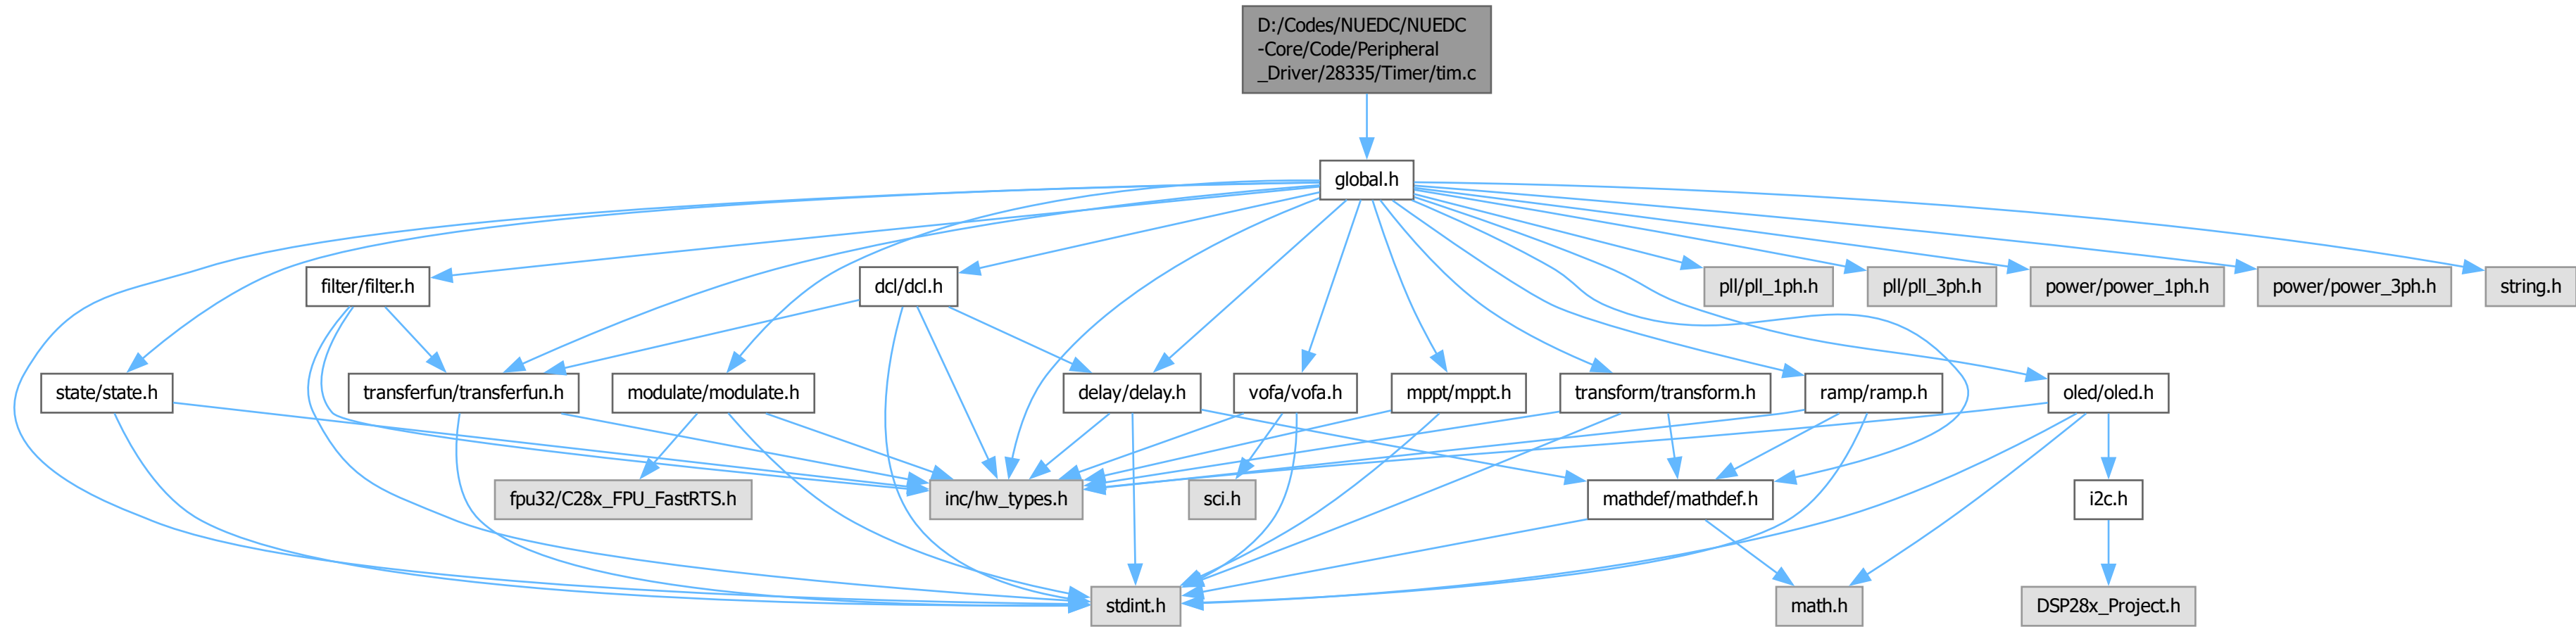 D:/Codes/NUEDC/NUEDC
-Core/Code/Peripheral
_Driver/28335/Timer/tim.c
global.h
filter/filter.h
dcl/dcl.h
pll/pll_1ph.h
pll/pll_3ph.h
power/power_1ph.h
power/power_3ph.h
string.h
state/state.h
transferfun/transferfun.h
modulate/modulate.h
delay/delay.h
vofa/vofa.h
mppt/mppt.h
transform/transform.h
ramp/ramp.h
oled/oled.h
fpu32/C28x_FPU_FastRTS.h
inc/hw_types.h
sci.h
mathdef/mathdef.h
i2c.h
stdint.h
math.h
DSP28x_Project.h